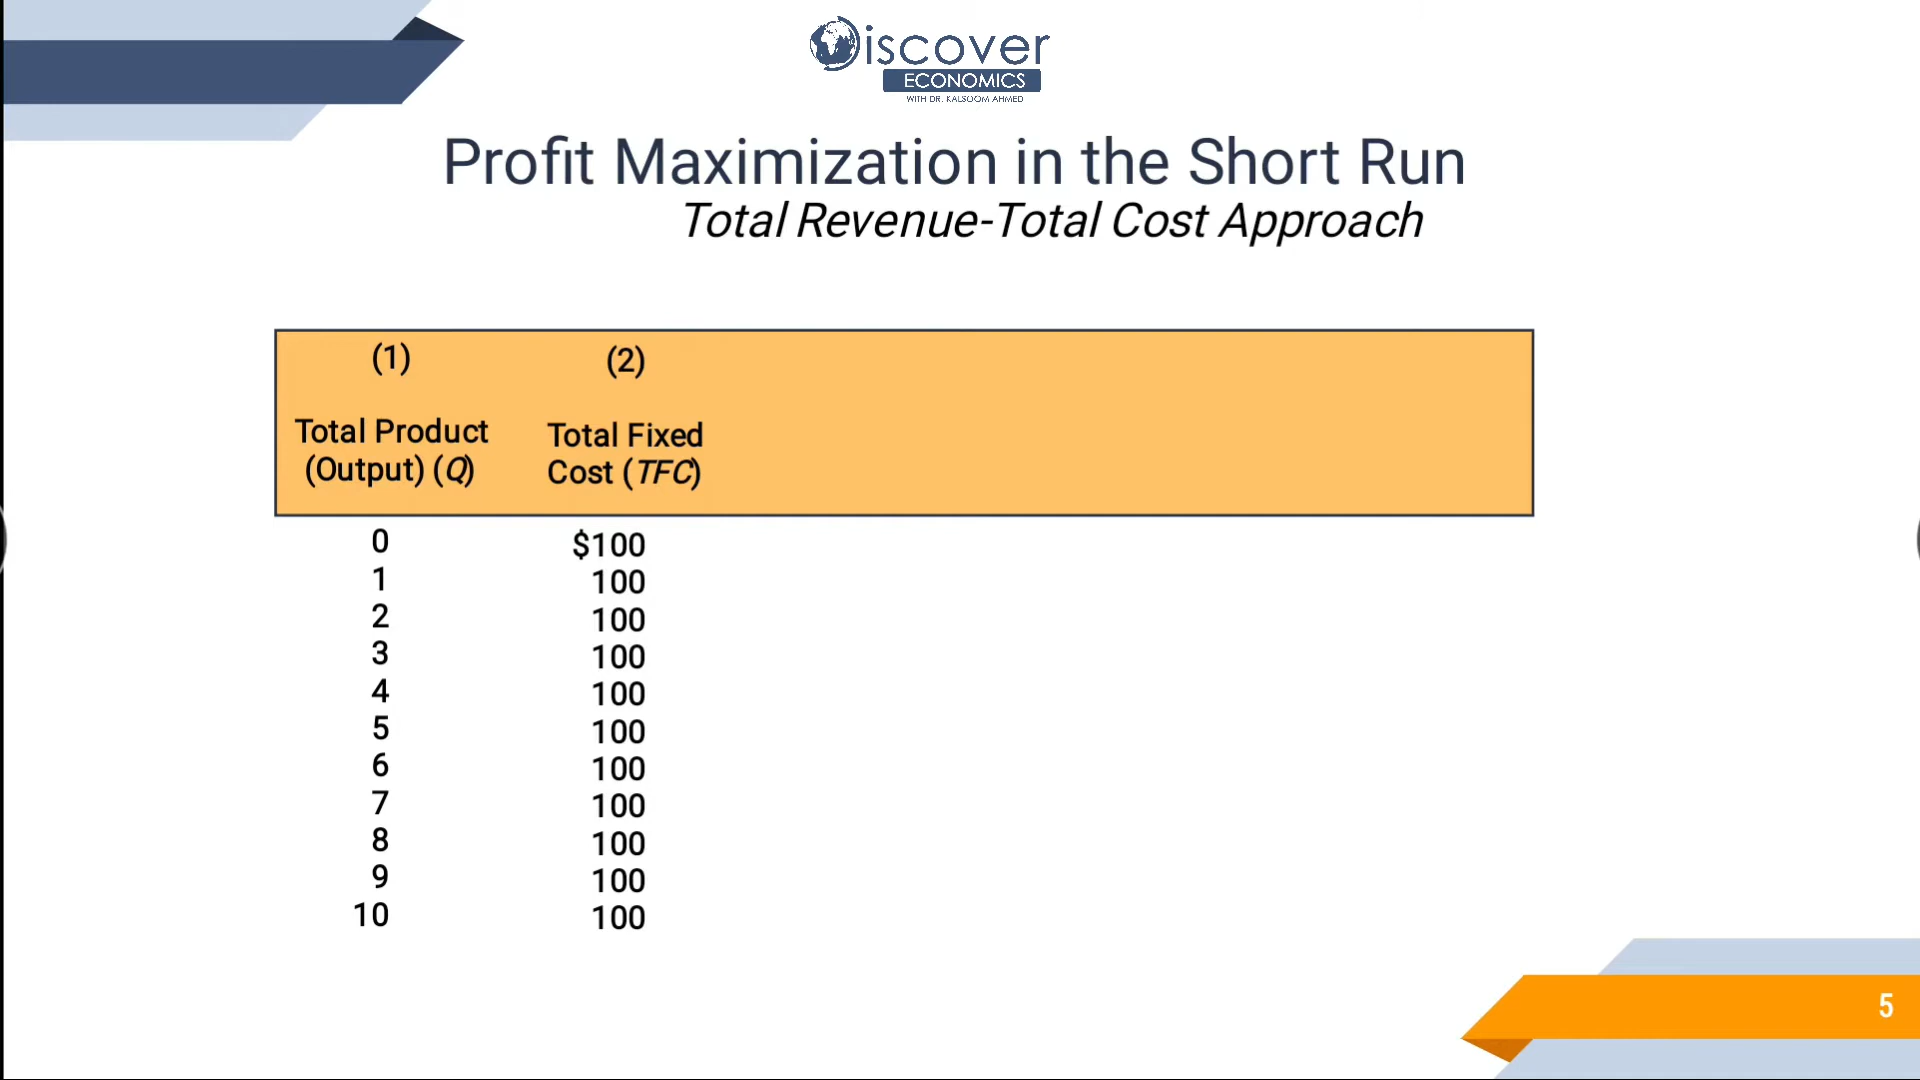 Discover
ECONOMICS
WITH DR. KALSOOM AHMED
Profit Maximization in the Short Run
Total Revenue-Total Cost Approach
(1) (2)
Total Product Total Fixed
(Output) (Q) Cost (TFC)
0 $100
1 100
2 100
3 100
4 100
5 100
6 100
7 100
8 100
9 100
10 100
5